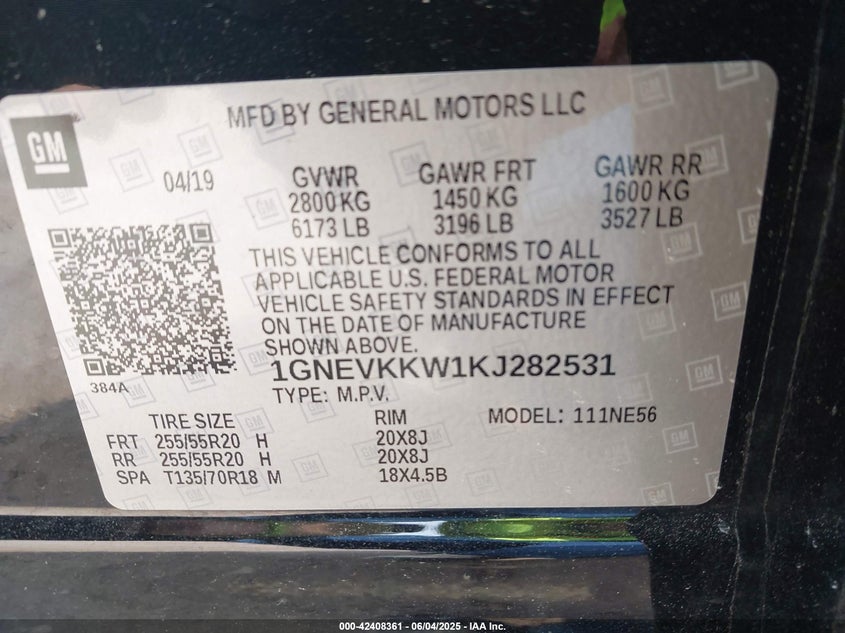 MFD BY GENERAL MOTORS LLC
GM
04/19 GVWR GAWR FRT GAWR RR
2800 KG 1450 KG 1600 KG
6173 LB 3196 LB 3527 LB
THIS VEHICLE CONFORMS TO ALL
APPLICABLE U.S. FEDERAL MOTOR
VEHICLE SAFETY STANDARDS IN EFFECT
ON THE DATE OF MANUFACTURE
SHOWN ABOVE.
1GNEVKKW1KJ282531
384A
TYPE: M.P.V.
TIRE SIZE RIM MODEL: 111NE56
FRT 255/55R20 H 20X8J
RR 255/55R20 H 20X8J
SPA T135/70R18 M 18X4.5B
000-42408361 - 06/04/2025 - IAA Inc.